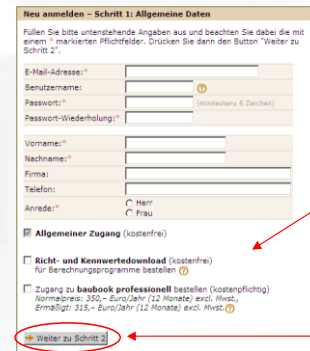 Neu anmelden – Schritt 1: Allgemeine Daten
Füllen Sie bitte untenstehende Angaben aus und beachten Sie dabei die mit
einem * markierten Pflichtfelder. Drücken Sie dann den Button "Weiter zu
Schritt 2".
E-Mail-Adresse:*
Benutzername:
Passwort:* (mindestens 6 Zeichen)
Passwort-Wiederholung:*
Vorname:*
Nachname:*
Firma:
Telefon:
Anrede:* Herr
Frau
Allgemeiner Zugang (kostenfrei)
Richt- und Kennwertedownload (kostenfrei)
für Berechnungsprogramme bestellen (?)
Zugang zu baubook professionell bestellen (kostenpflichtig)
Normalpreis: 350,– Euro/Jahr (12 Monate) excl. Mwst.,
Ermäßigt: 315,– Euro/Jahr (12 Monate) excl. Mwst. (?)
Weiter zu Schritt 2